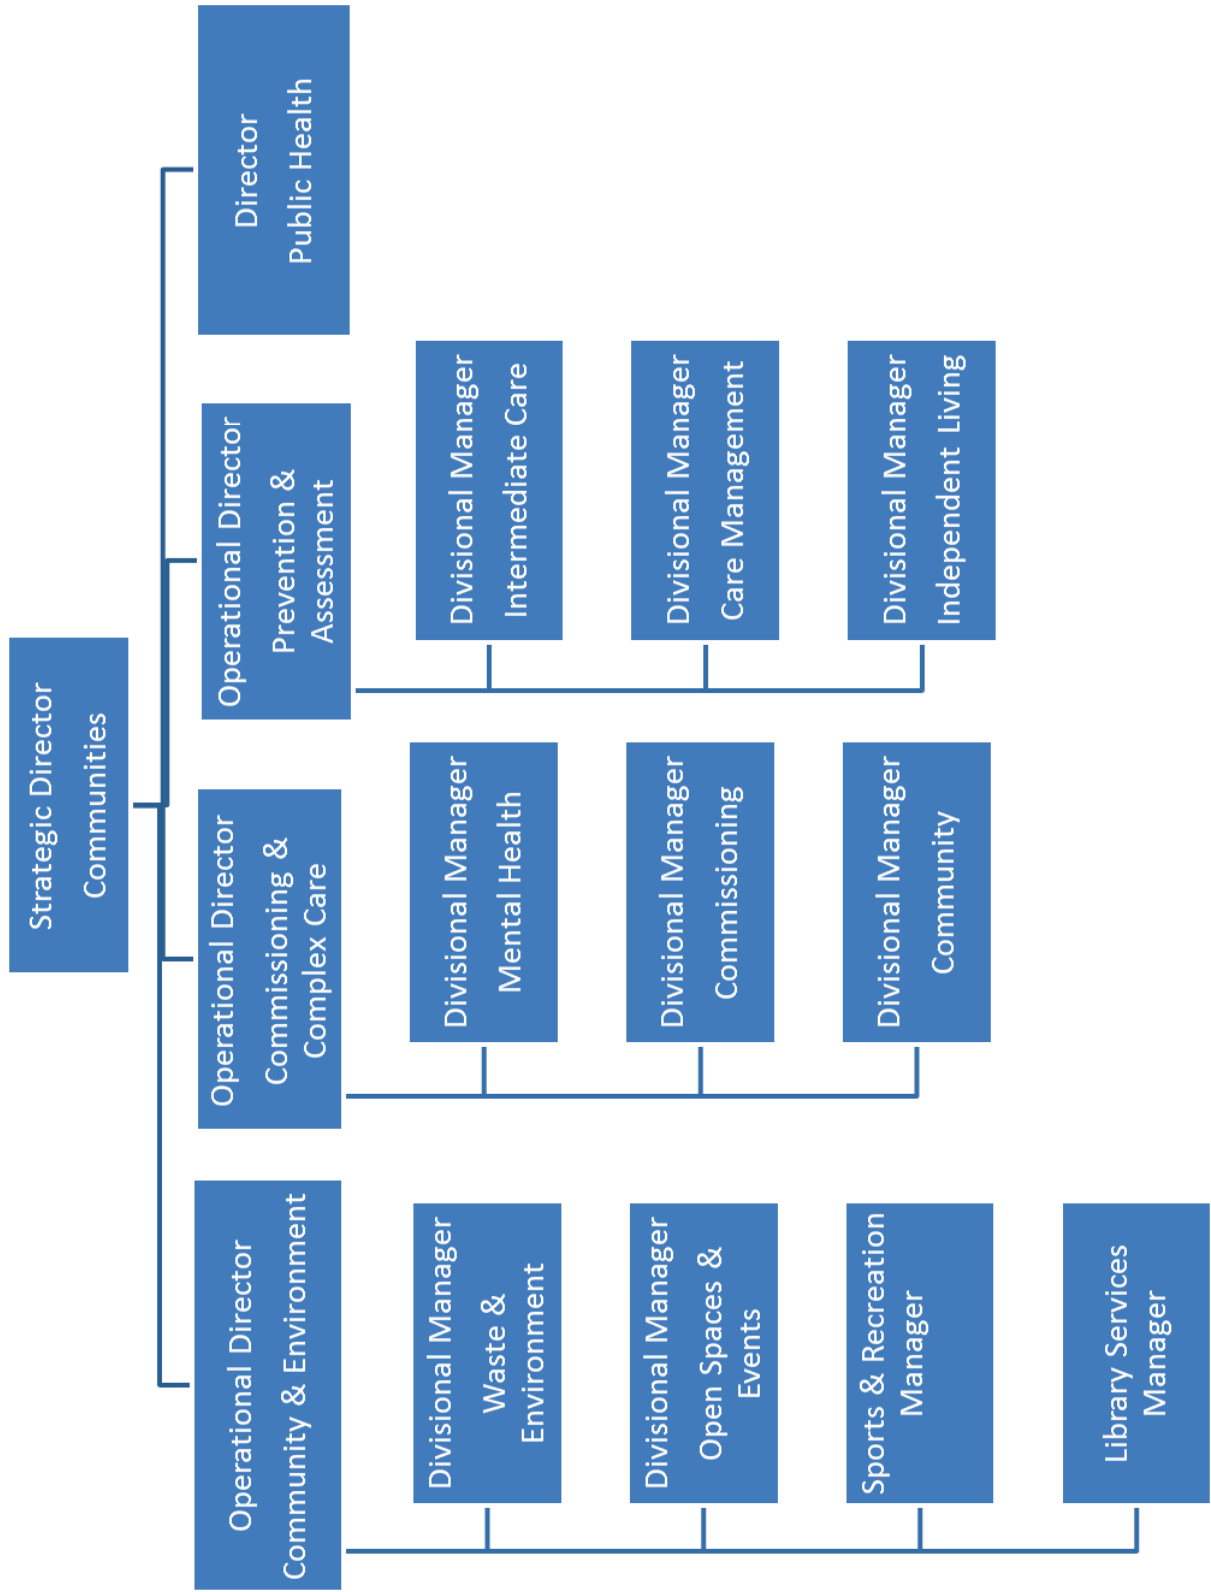 Strategic Director
Communities
Operational Director
Community & Environment
Operational Director
Commissioning &
Complex Care
Operational Director
Prevention &
Assessment
Director
Public Health
Divisional Manager
Waste &
Environment
Divisional Manager
Open Spaces &
Events
Sports & Recreation
Manager
Library Services
Manager
Divisional Manager
Mental Health
Divisional Manager
Commissioning
Divisional Manager
Community
Divisional Manager
Intermediate Care
Divisional Manager
Care Management
Divisional Manager
Independent Living